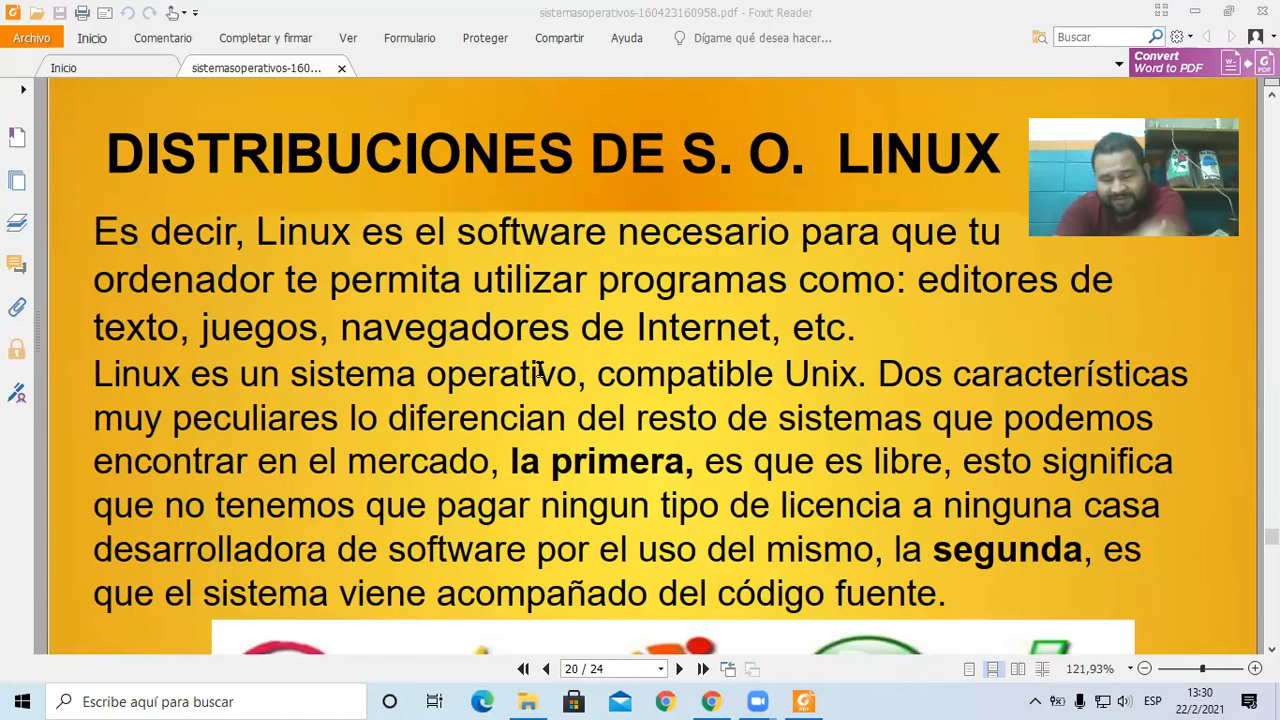 sistemasoperativos-160423160958.pdf - Foxit Reader
Archivo Inicio Comentario Completar y firmar Ver Formulario Proteger Compartir Ayuda Dígame qué desea hacer... Buscar
Inicio sistemasoperativos-160...
Convert
Word to PDF
DISTRIBUCIONES DE S. O. LINUX
Es decir, Linux es el software necesario para que tu
ordenador te permita utilizar programas como: editores de
texto, juegos, navegadores de Internet, etc.
Linux es un sistema operativo, compatible Unix. Dos características
muy peculiares lo diferencian del resto de sistemas que podemos
encontrar en el mercado, la primera, es que es libre, esto significa
que no tenemos que pagar ningun tipo de licencia a ninguna casa
desarrolladora de software por el uso del mismo, la segunda, es
que el sistema viene acompañado del código fuente.
20 / 24
121,93%
Escribe aquí para buscar
ESP
13:30
22/2/2021